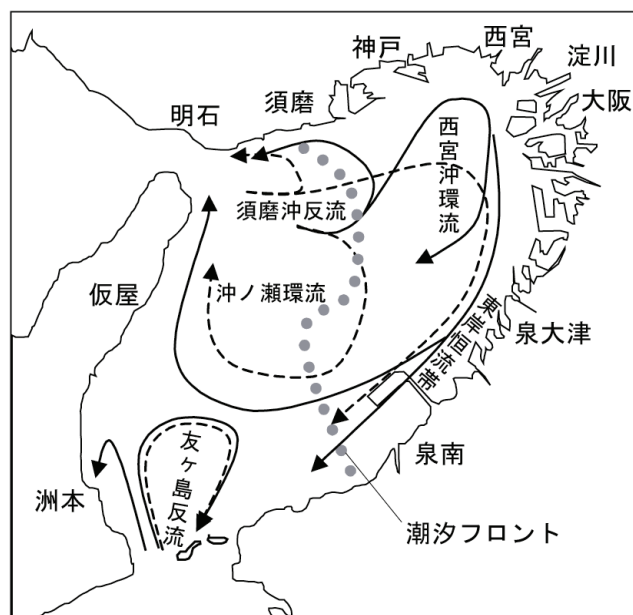 西宮
神戸
淀川
須磨
大阪
明石
西宮沖環流
須磨沖反流
仮屋
沖ノ瀬環流
東岸恒流帯
泉大津
友ヶ島反流
泉南
洲本
潮汐フロント